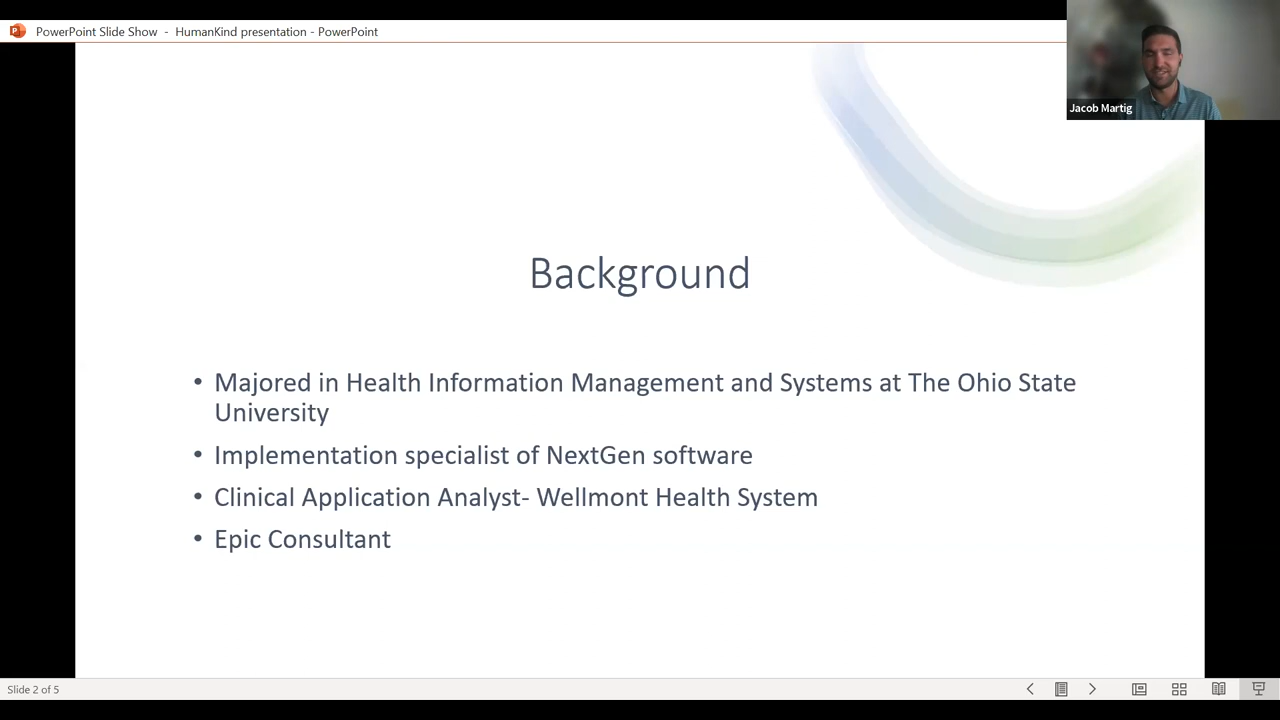 PowerPoint Slide Show - HumanKind presentation - PowerPoint
Jacob Martig
Background
• Majored in Health Information Management and Systems at The Ohio State
University
• Implementation specialist of NextGen software
• Clinical Application Analyst- Wellmont Health System
• Epic Consultant
Slide 2 of 5